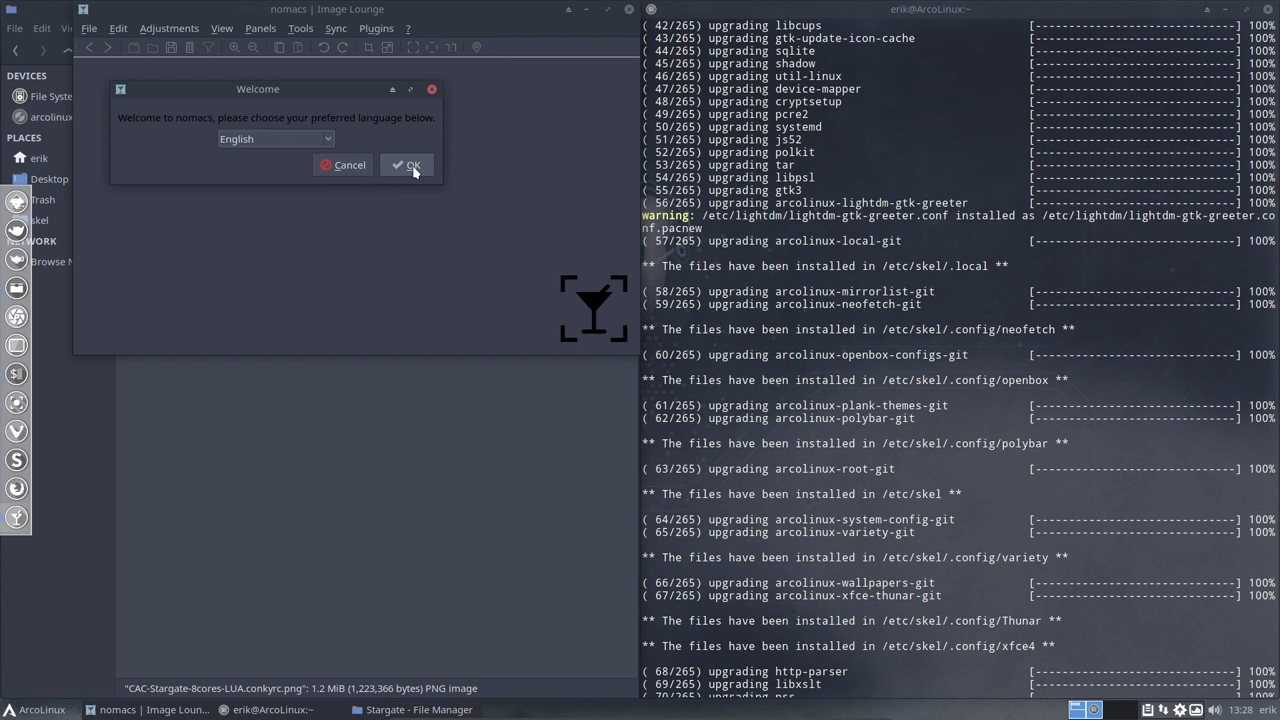 nomacs | Image Lounge
File Edit View Panels Tools Sync Plugins ?
File Edit Vi
Adjustments
DEVICES
File Syste
arcolinux
PLACES
erik
Desktop
Trash
skel
NETWORK
Browse N
Welcome
Welcome to nomacs, please choose your preferred language below.
English
Cancel
OK
"CAC-Stargate-8cores-LUA.conkyrc.png": 1.2 MiB (1,223,366 bytes) PNG image
erik@ArcoLinux:~
( 42/265) upgrading libcups [------------------------------] 100%
( 43/265) upgrading gtk-update-icon-cache [------------------------------] 100%
( 44/265) upgrading sqlite [------------------------------] 100%
( 45/265) upgrading shadow [------------------------------] 100%
( 46/265) upgrading util-linux [------------------------------] 100%
( 47/265) upgrading device-mapper [------------------------------] 100%
( 48/265) upgrading cryptsetup [------------------------------] 100%
( 49/265) upgrading pcre2 [------------------------------] 100%
( 50/265) upgrading systemd [------------------------------] 100%
( 51/265) upgrading js52 [------------------------------] 100%
( 52/265) upgrading polkit [------------------------------] 100%
( 53/265) upgrading tar [------------------------------] 100%
( 54/265) upgrading libpsl [------------------------------] 100%
( 55/265) upgrading gtk3 [------------------------------] 100%
( 56/265) upgrading arcolinux-lightdm-gtk-greeter [------------------------------] 100%
warning: /etc/lightdm/lightdm-gtk-greeter.conf installed as /etc/lightdm/lightdm-gtk-greeter.co
nf.pacnew
( 57/265) upgrading arcolinux-local-git [------------------------------] 100%
** The files have been installed in /etc/skel/.local **
( 58/265) upgrading arcolinux-mirrorlist-git [------------------------------] 100%
( 59/265) upgrading arcolinux-neofetch-git [------------------------------] 100%
** The files have been installed in /etc/skel/.config/neofetch **
( 60/265) upgrading arcolinux-openbox-configs-git [------------------------------] 100%
** The files have been installed in /etc/skel/.config/openbox **
( 61/265) upgrading arcolinux-plank-themes-git [------------------------------] 100%
( 62/265) upgrading arcolinux-polybar-git [------------------------------] 100%
** The files have been installed in /etc/skel/.config/polybar **
( 63/265) upgrading arcolinux-root-git [------------------------------] 100%
** The files have been installed in /etc/skel **
( 64/265) upgrading arcolinux-system-config-git [------------------------------] 100%
( 65/265) upgrading arcolinux-variety-git [------------------------------] 100%
** The files have been installed in /etc/skel/.config/variety **
( 66/265) upgrading arcolinux-wallpapers-git [------------------------------] 100%
( 67/265) upgrading arcolinux-xfce-thunar-git [------------------------------] 100%
** The files have been installed in /etc/skel/.config/Thunar **
** The files have been installed in /etc/skel/.config/xfce4 **
( 68/265) upgrading http-parser [------------------------------] 100%
( 69/265) upgrading libxslt [------------------------------] 100%
ArcoLinux
nomacs | Image Loun...
erik@ArcoLinux:~
Stargate - File Manager
13:28 erik